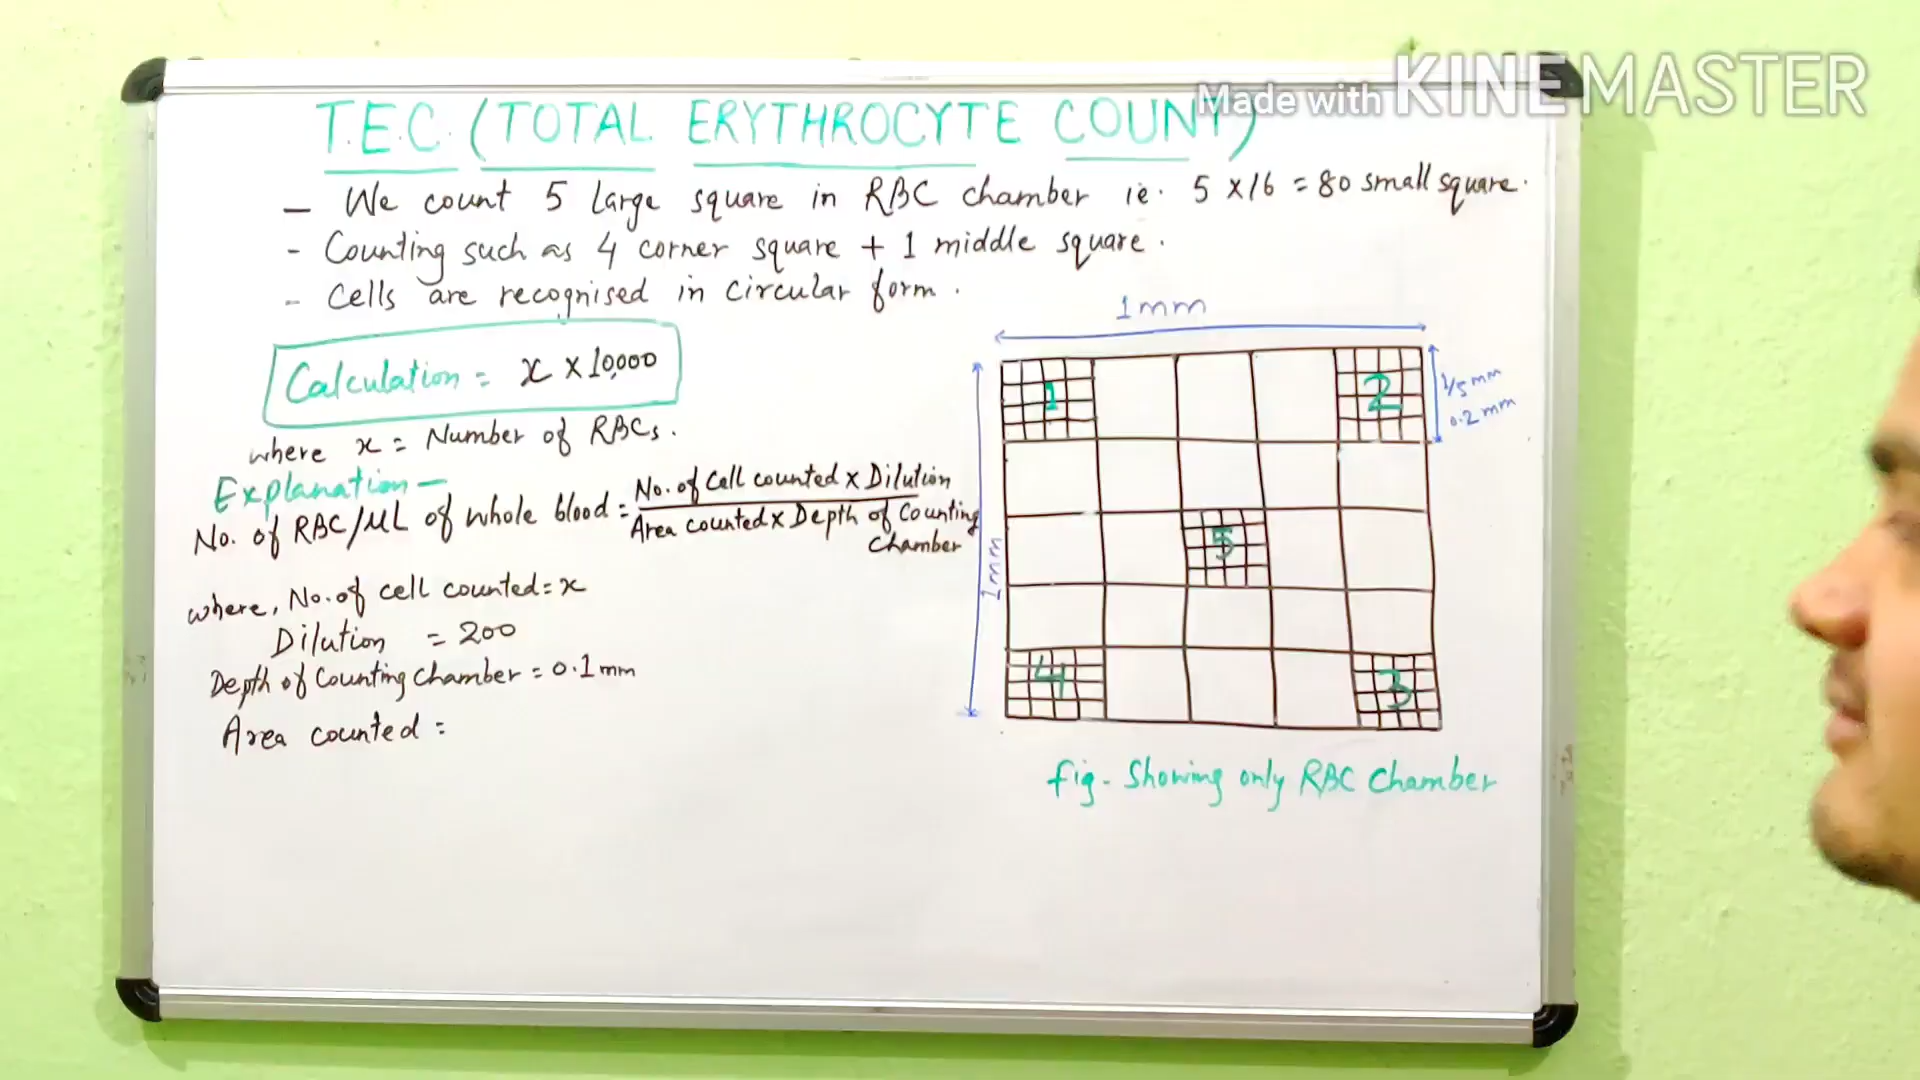 Made with KINEMASTER
T.E.C. (TOTAL ERYTHROCYTE COUNT)
- We count 5 large square in RBC chamber ie. 5 x 16 = 80 small square.
- Counting such as 4 corner square + 1 middle square.
- Cells are recognised in circular form.
Calculation = x x 10,000
where x = Number of RBCs.
Explanation -
No. of RBC/ML of whole blood = No. of Cell counted x Dilution
Area counted x Depth of Counting
Chamber
where, No. of cell counted = x
Dilution = 200
Depth of Counting Chamber = 0.1 mm
Area counted =
1mm
1
2
1/5 mm
0.2 mm
1mm
5
4
3
fig - Showing only RBC Chamber